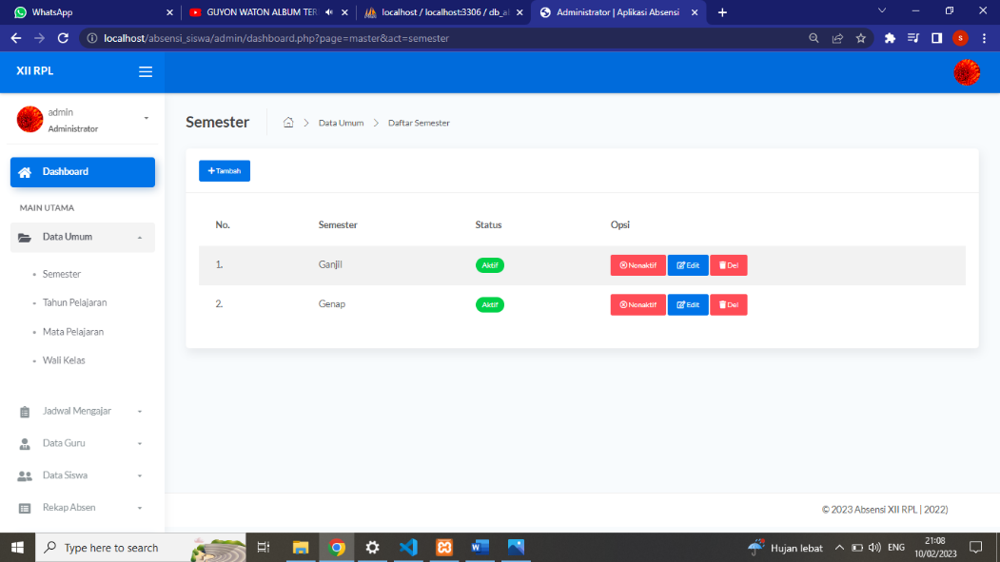 WhatsApp
GUYON WATON ALBUM TER
localhost / localhost:3306 / db_a
Administrator | Aplikasi Absensi
localhost/absensi_siswa/admin/dashboard.php?page=master&act=semester
s
XII RPL
admin
Administrator
Semester
Data Umum
Daftar Semester
Dashboard
Tambah
MAIN UTAMA
No. Semester Status Opsi
Data Umum
1. Ganjil Aktif Nonaktif Edit Del
Semester
2. Genap Aktif Nonaktif Edit Del
Tahun Pelajaran
Mata Pelajaran
Wali Kelas
Jadwal Mengajar
Data Guru
Data Siswa
Rekap Absen
© 2023 Absensi XII RPL | 2022)
Type here to search
Hujan lebat
ENG
21:08
10/02/2023